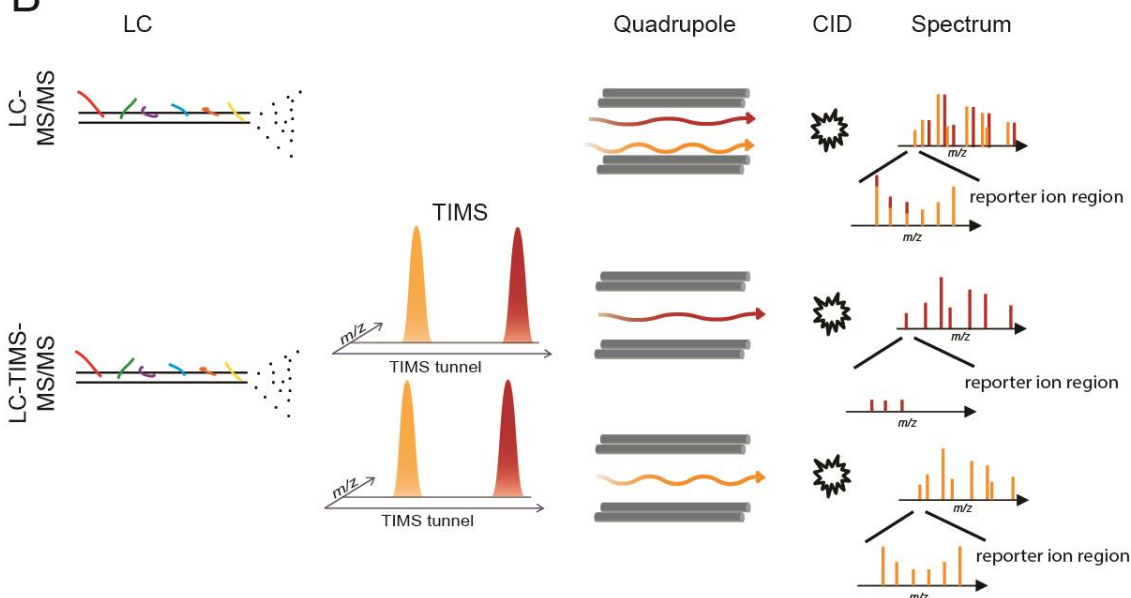 B
LC
Quadrupole
CID
Spectrum
LC-
MS/MS
m/z
reporter ion region
m/z
TIMS
m/z
TIMS tunnel
LC-TIMS-
MS/MS
m/z
reporter ion region
m/z
m/z
TIMS tunnel
m/z
reporter ion region
m/z